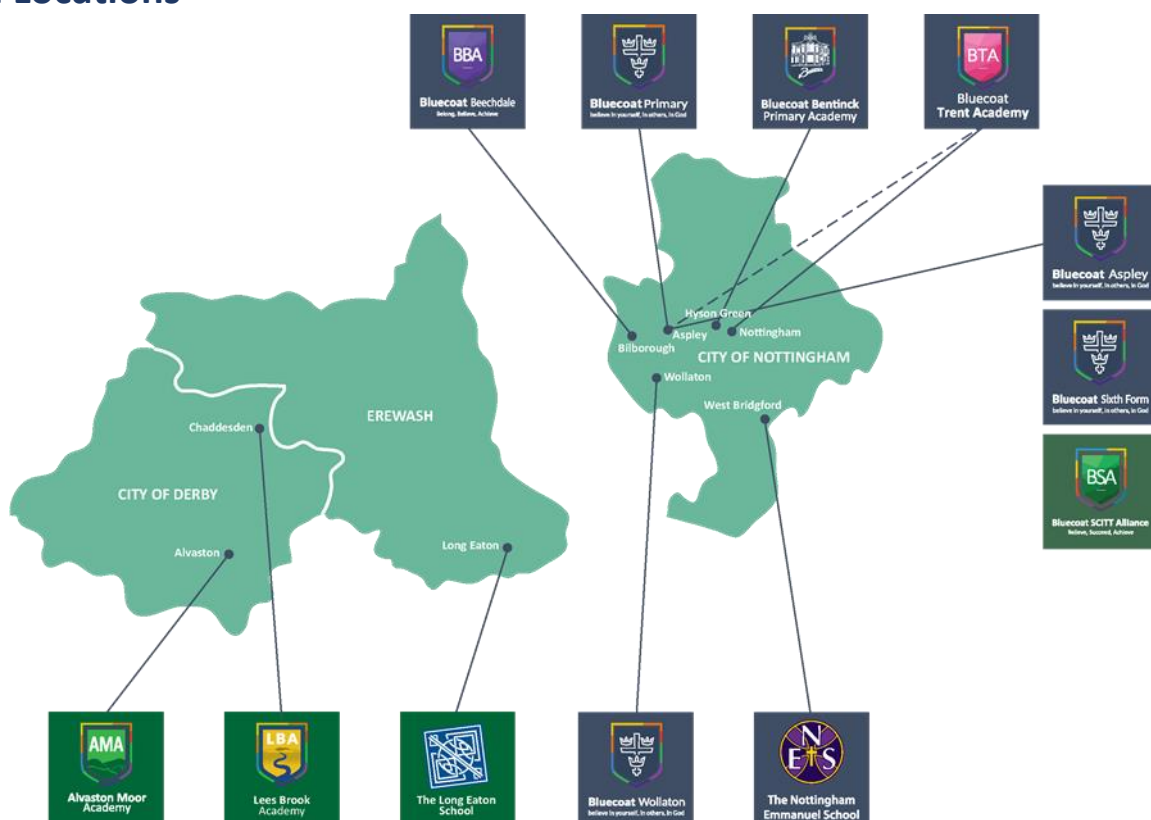 Locations
BBA
Bluecoat Beechdale
Belong, Believe, Achieve
Bluecoat Primary
believe in yourself, in others, in God
Bluecoat Bentinck
Primary Academy
BTA
Bluecoat
Trent Academy
Bluecoat Aspley
believe in yourself, in others, in God
Bluecoat Sixth Form
believe in yourself, in others, in God
BSA
Bluecoat SCITT Alliance
Believe, Succeed, Achieve
Hyson Green
Aspley
Nottingham
Bilborough
CITY OF NOTTINGHAM
Wollaton
West Bridgford
EREWASH
Chaddesden
CITY OF DERBY
Alvaston
Long Eaton
AMA
Alvaston Moor
Academy
LBA
Lees Brook
Academy
The Long Eaton
School
Bluecoat Wollaton
believe in yourself, in others, in God
N
E S
The Nottingham
Emmanuel School